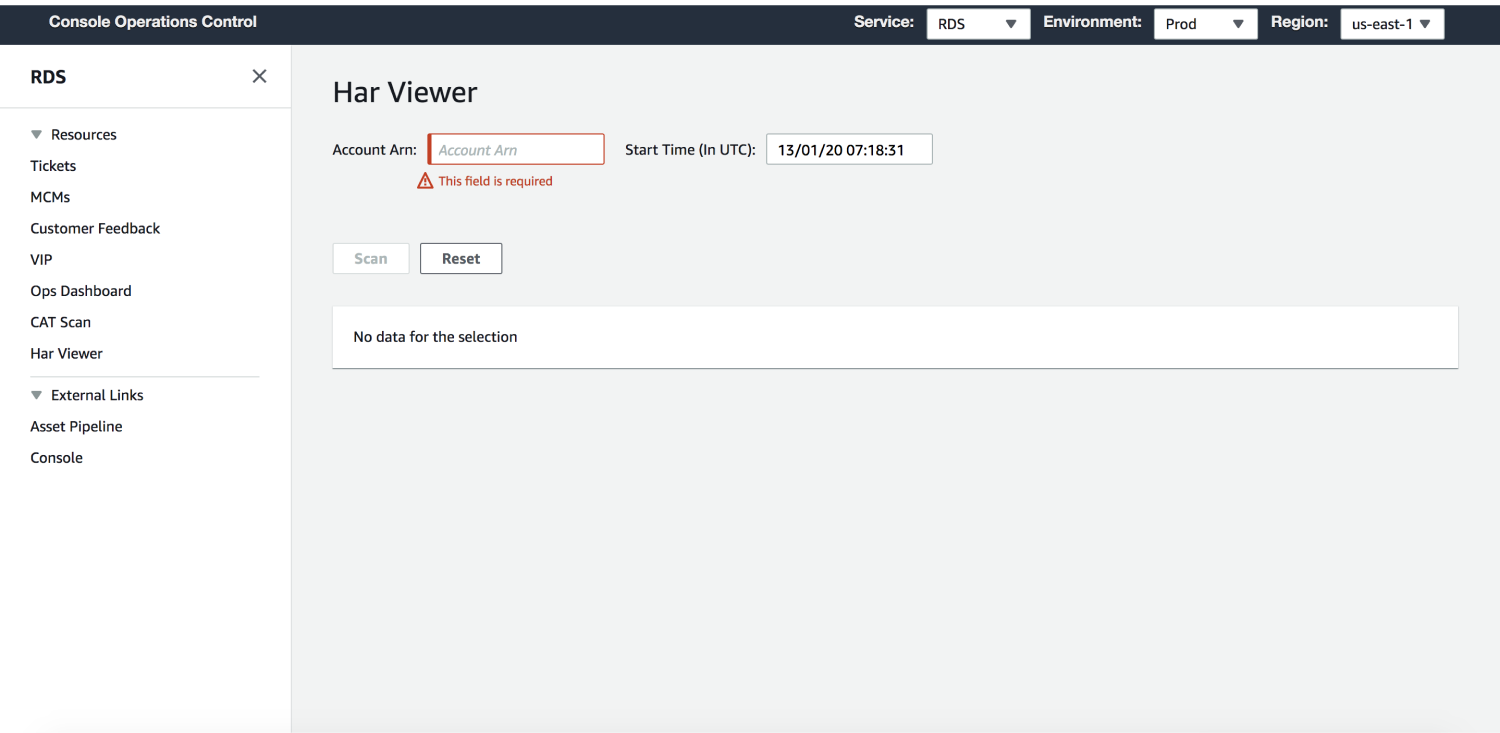 Console Operations Control
Service: RDS Environment: Prod Region: us-east-1
RDS
Resources
Tickets
MCMs
Customer Feedback
VIP
Ops Dashboard
CAT Scan
Har Viewer
External Links
Asset Pipeline
Console
Har Viewer
Account Arn: Account Arn Start Time (In UTC): 13/01/20 07:18:31
This field is required
Scan Reset
No data for the selection